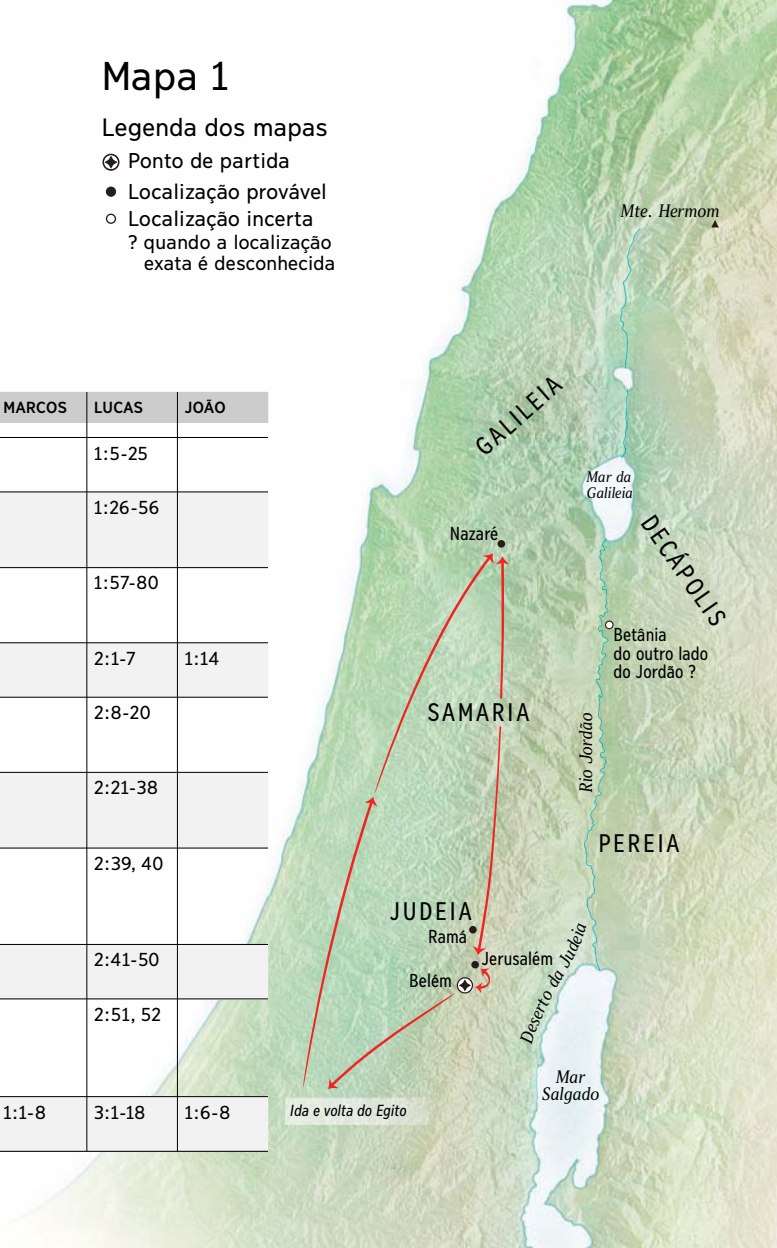 Mapa 1
Legenda dos mapas
Ponto de partida
Localização provável
Localização incerta
? quando a localização
exata é desconhecida
MARCOS LUCAS JOÃO
1:5-25
1:26-56
1:57-80
2:1-7 1:14
2:8-20
2:21-38
2:39, 40
2:41-50
2:51, 52
1:1-8 3:1-18 1:6-8
Mte. Hermom
GALILEIA
Mar da
Galileia
Nazaré
DECÁPOLIS
Betânia
do outro lado
do Jordão ?
SAMARIA
Rio Jordão
PEREIA
JUDEIA
Ramá
Jerusalém
Belém
Deserto da Judeia
Mar
Salgado
Ida e volta do Egito